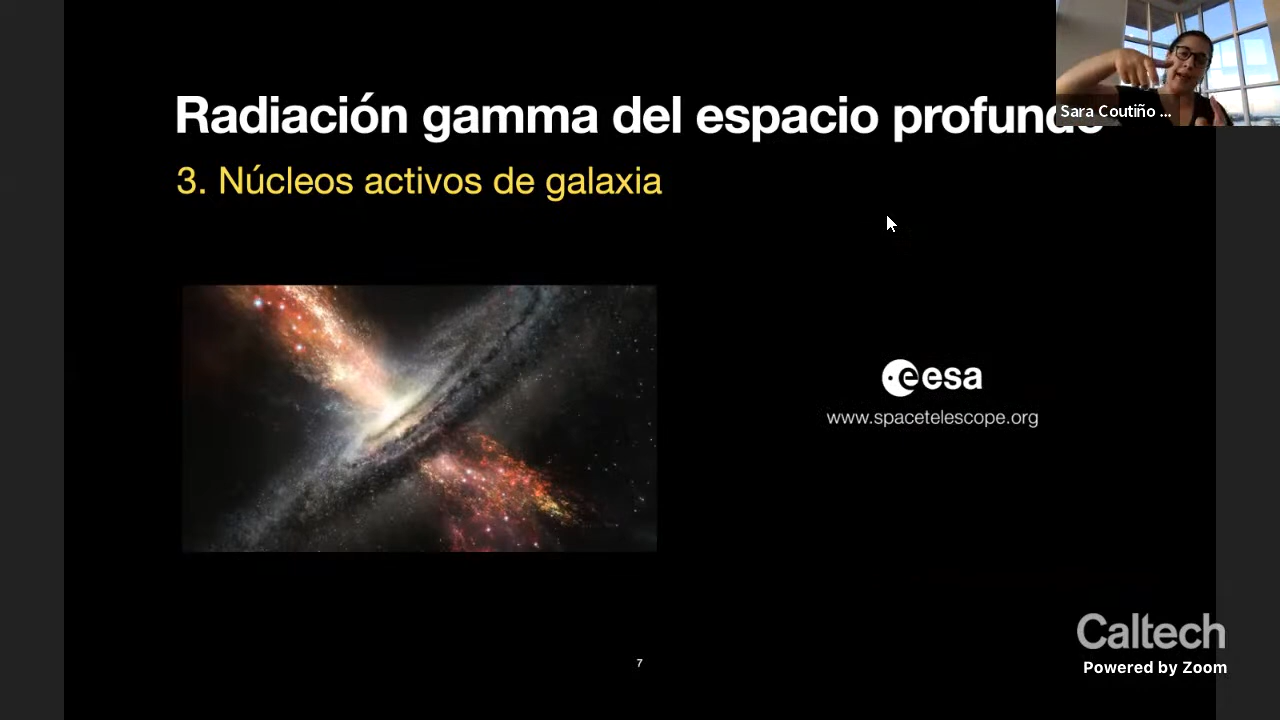 Radiación gamma del espacio profundo
Sara Coutiño ...
3. Núcleos activos de galaxia
esa
www.spacetelescope.org
Caltech
Powered by Zoom
7